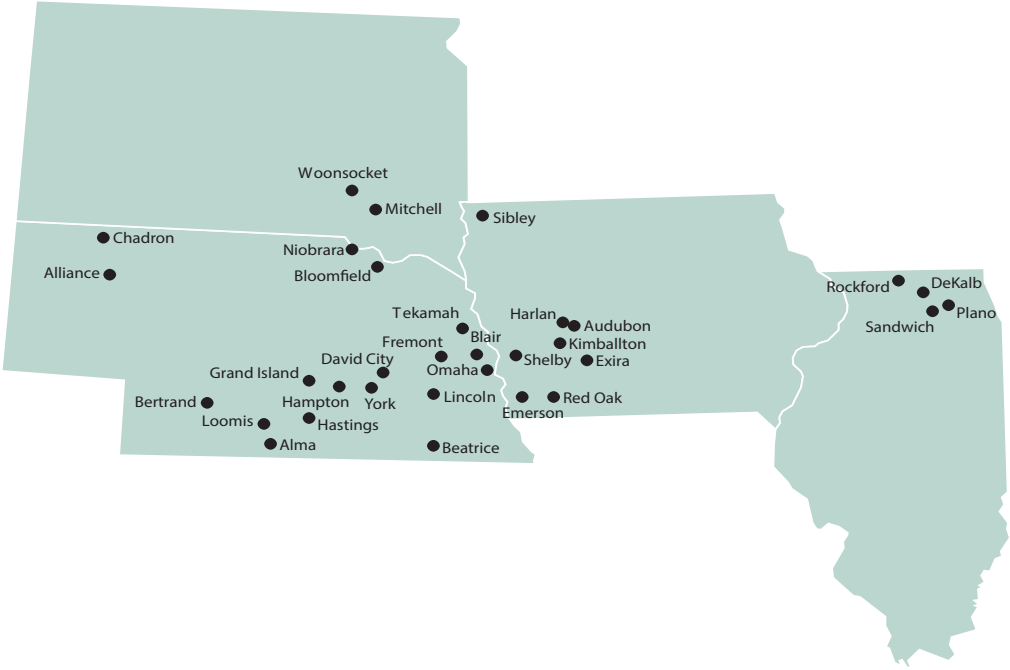 Woonsocket
Mitchell
Sibley
Chadron
Niobrara
Alliance
Bloomfield
Rockford
DeKalb
Plano
Sandwich
Tekamah
Harlan
Audubon
Blair
Fremont
Kimballton
David City
Shelby
Exira
Grand Island
Omaha
Bertrand
Hampton
York
Lincoln
Red Oak
Emerson
Loomis
Hastings
Alma
Beatrice